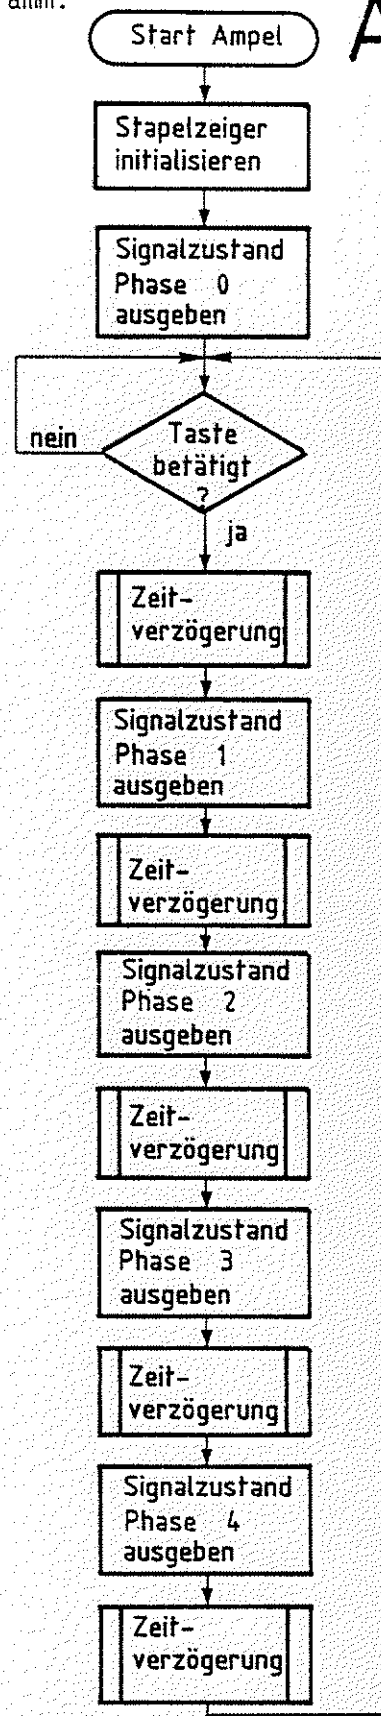 Start Ampel
A
Stapelzeiger
initialisieren
Signalzustand
Phase 0
ausgeben
nein
Taste
betätigt
?
ja
Zeit-
verzögerung
Signalzustand
Phase 1
ausgeben
Zeit-
verzögerung
Signalzustand
Phase 2
ausgeben
Zeit-
verzögerung
Signalzustand
Phase 3
ausgeben
Zeit-
verzögerung
Signalzustand
Phase 4
ausgeben
Zeit-
verzögerung